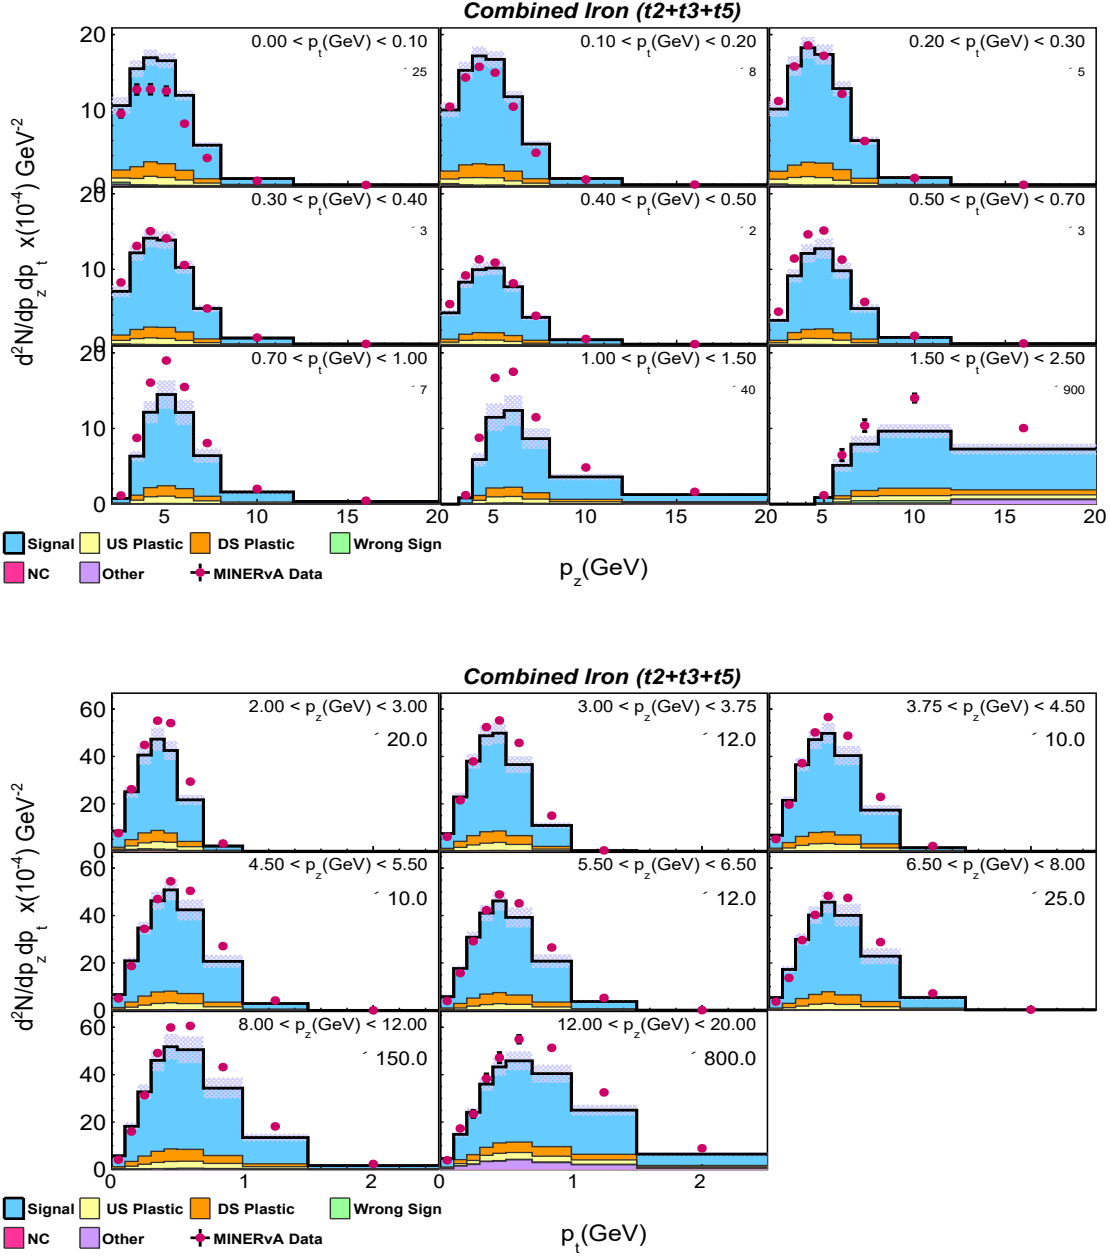 Combined Iron (t2+t3+t5)
d²N/dp_z dp_t x(10⁻⁴) GeV⁻²
20
10
0
0.00 < p_t(GeV) < 0.10
´ 25
0.10 < p_t(GeV) < 0.20
´ 8
0.20 < p_t(GeV) < 0.30
´ 5
20
10
0
0.30 < p_t(GeV) < 0.40
´ 3
0.40 < p_t(GeV) < 0.50
´ 2
0.50 < p_t(GeV) < 0.70
´ 3
20
10
0
0.70 < p_t(GeV) < 1.00
´ 7
1.00 < p_t(GeV) < 1.50
´ 40
1.50 < p_t(GeV) < 2.50
´ 900
5 10 15 20 5 10 15 20 5 10 15 20
p_z(GeV)
Signal US Plastic DS Plastic Wrong Sign
NC Other MINERvA Data
Combined Iron (t2+t3+t5)
d²N/dp_z dp_t x(10⁻⁴) GeV⁻²
60
40
20
0
2.00 < p_z(GeV) < 3.00
´ 20.0
3.00 < p_z(GeV) < 3.75
´ 12.0
3.75 < p_z(GeV) < 4.50
´ 10.0
60
40
20
0
4.50 < p_z(GeV) < 5.50
´ 10.0
5.50 < p_z(GeV) < 6.50
´ 12.0
6.50 < p_z(GeV) < 8.00
´ 25.0
60
40
20
0
8.00 < p_z(GeV) < 12.00
´ 150.0
12.00 < p_z(GeV) < 20.00
´ 800.0
0 1 2 0 1 2
p_t(GeV)
Signal US Plastic DS Plastic Wrong Sign
NC Other MINERvA Data